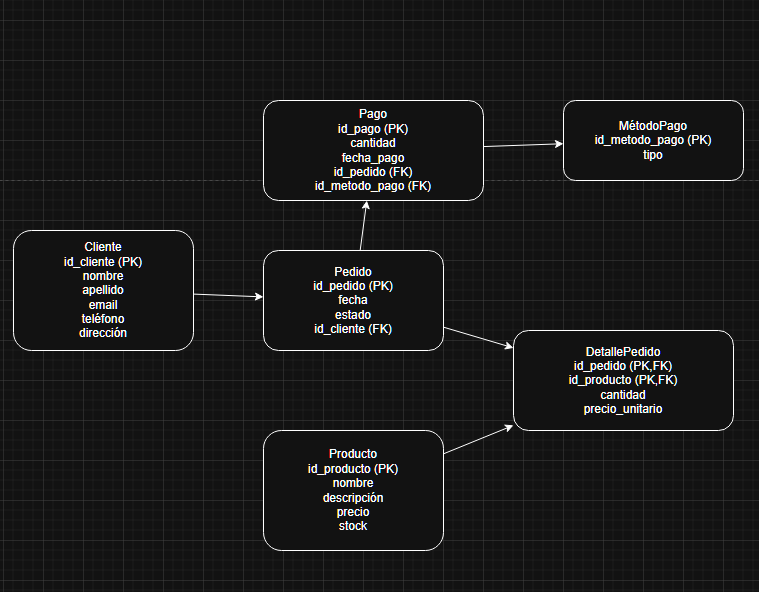 Pago
id_pago (PK)
cantidad
fecha_pago
id_pedido (FK)
id_metodo_pago (FK)
MétodoPago
id_metodo_pago (PK)
tipo
Cliente
id_cliente (PK)
nombre
apellido
email
teléfono
dirección
Pedido
id_pedido (PK)
fecha
estado
id_cliente (FK)
DetallePedido
id_pedido (PK,FK)
id_producto (PK,FK)
cantidad
precio_unitario
Producto
id_producto (PK)
nombre
descripción
precio
stock